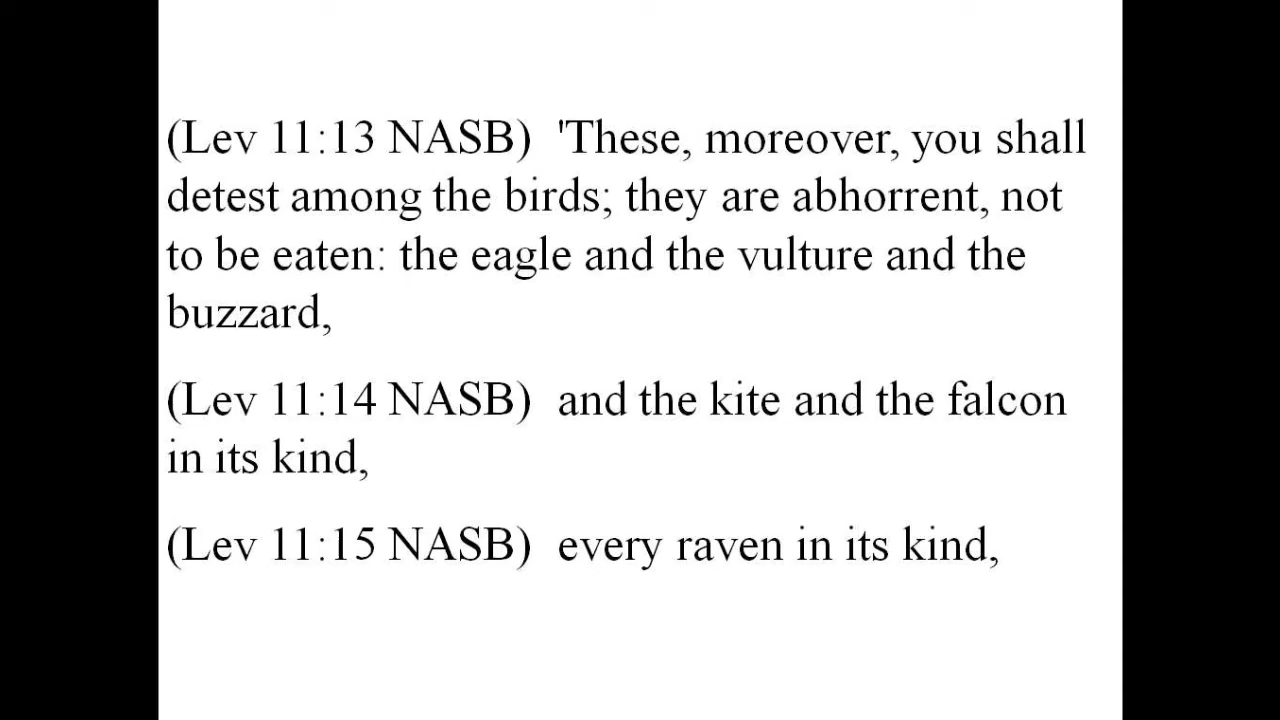 (Lev 11:13 NASB)  'These, moreover, you shall
detest among the birds; they are abhorrent, not
to be eaten: the eagle and the vulture and the
buzzard,
(Lev 11:14 NASB)  and the kite and the falcon
in its kind,
(Lev 11:15 NASB)  every raven in its kind,